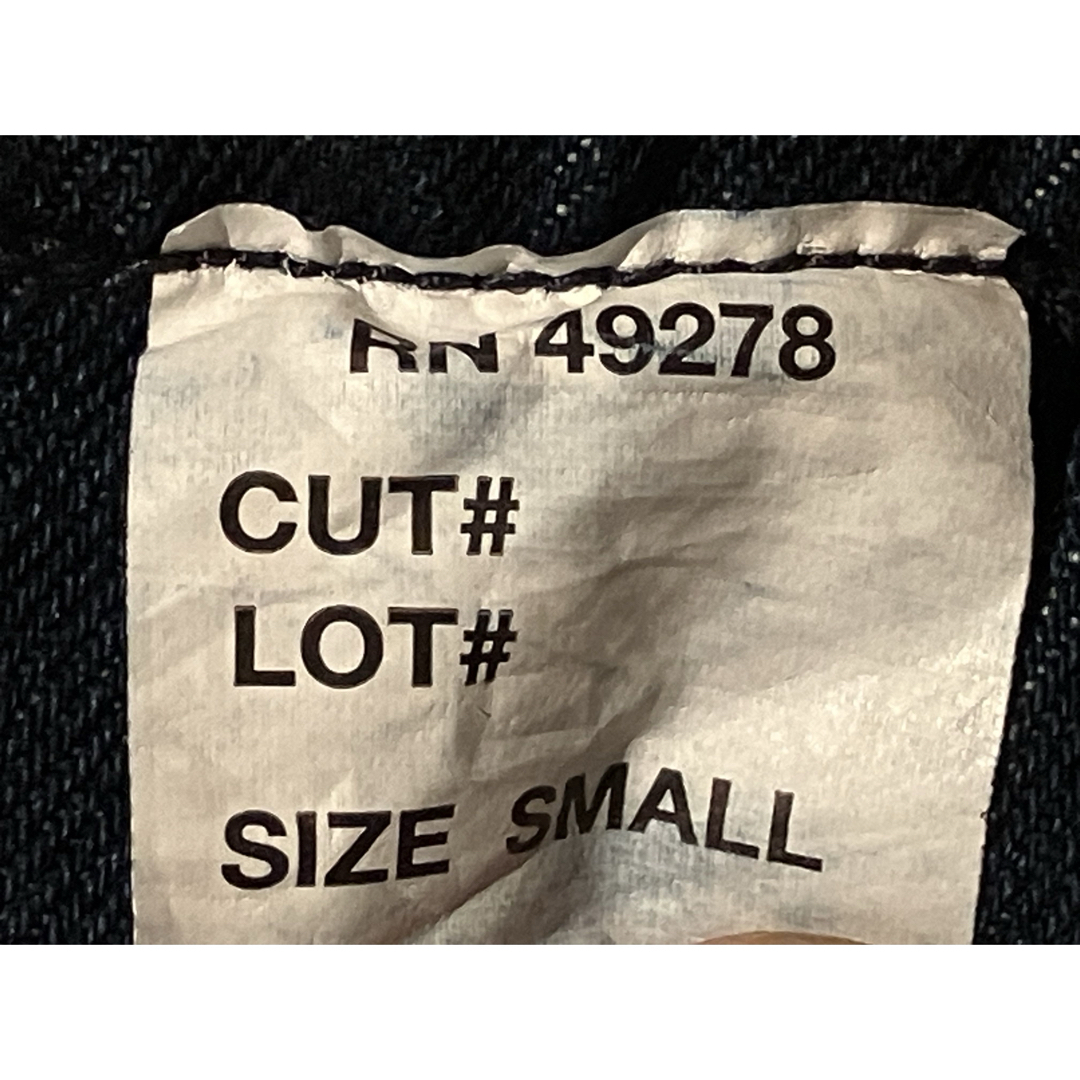 RN 49278
CUT#
LOT#
SIZE SMALL